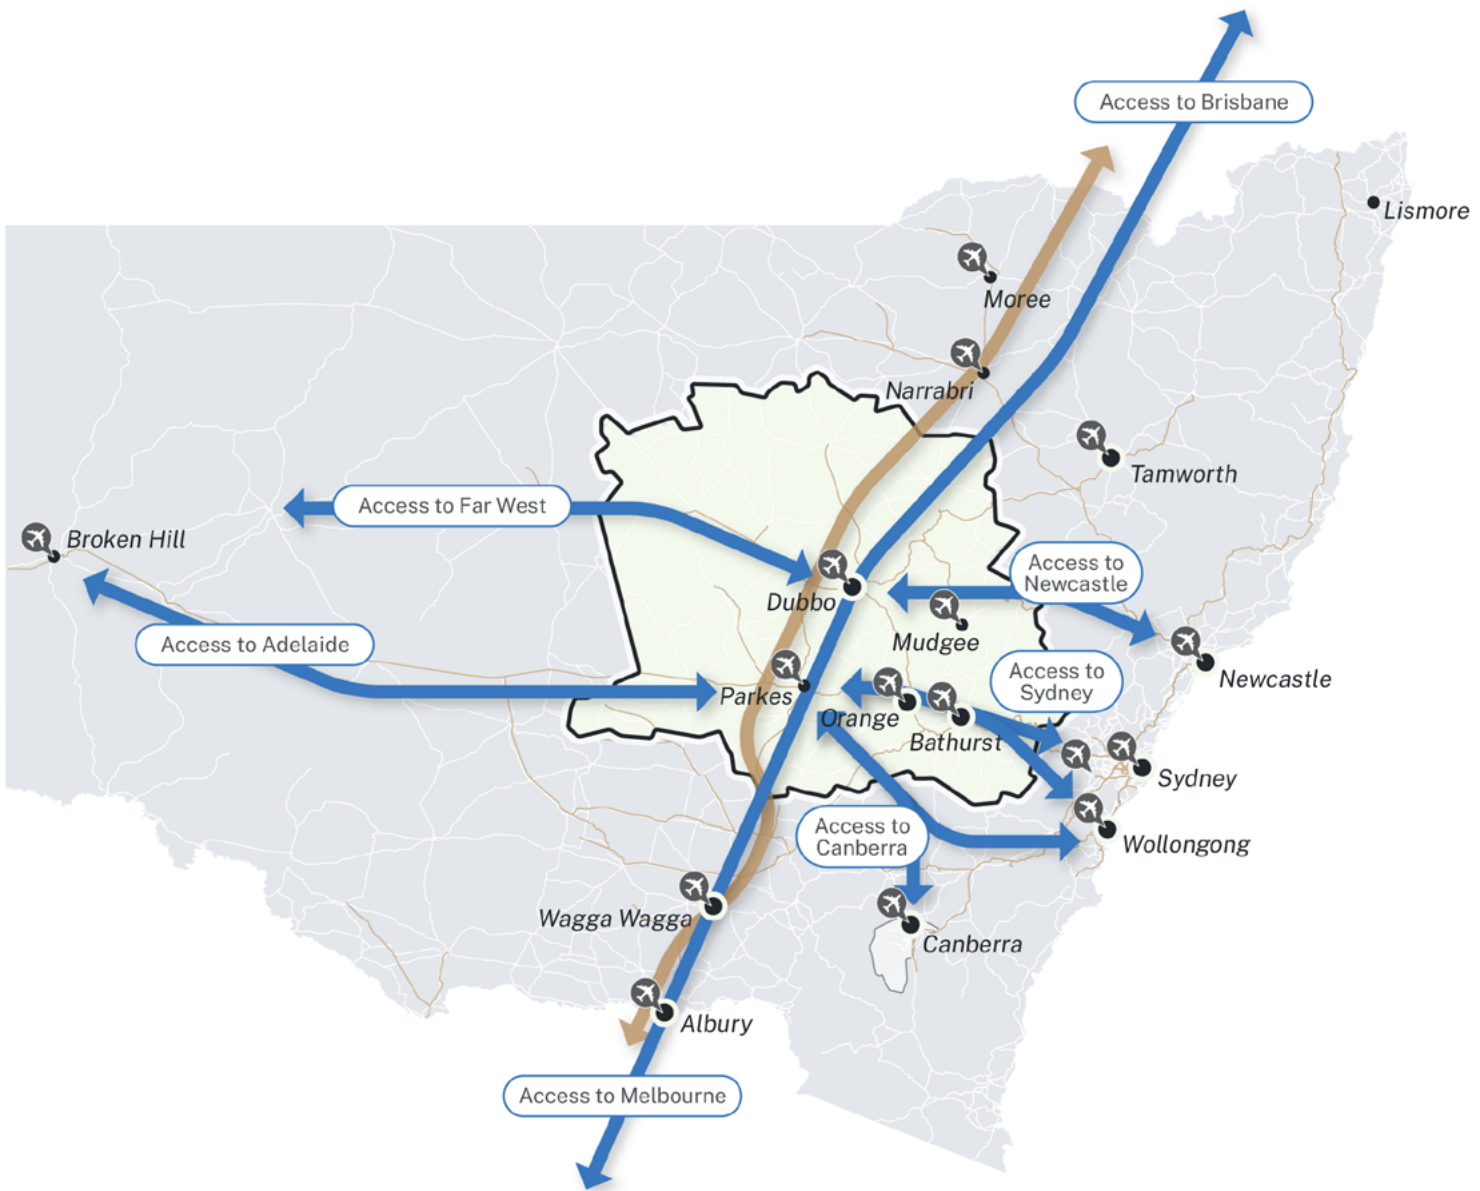 Access to Brisbane
Lismore
Moree
Narrabri
Tamworth
Access to Far West
Broken Hill
Access to
Newcastle
Dubbo
Mudgee
Access to Adelaide
Access to
Sydney
Newcastle
Parkes
Orange
Bathurst
Sydney
Access to
Canberra
Wollongong
Wagga Wagga
Canberra
Albury
Access to Melbourne